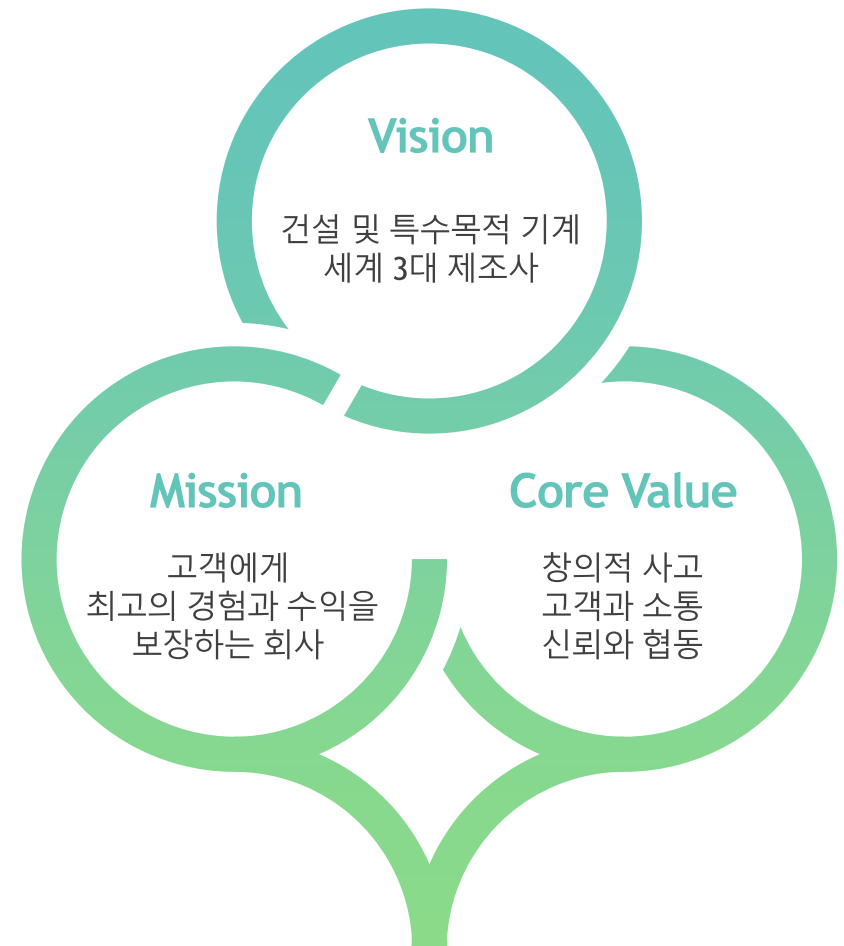 Vision
건설 및 특수목적 기계
세계 3대 제조사
Mission
고객에게
최고의 경험과 수익을
보장하는 회사
Core Value
창의적 사고
고객과 소통
신뢰와 협동